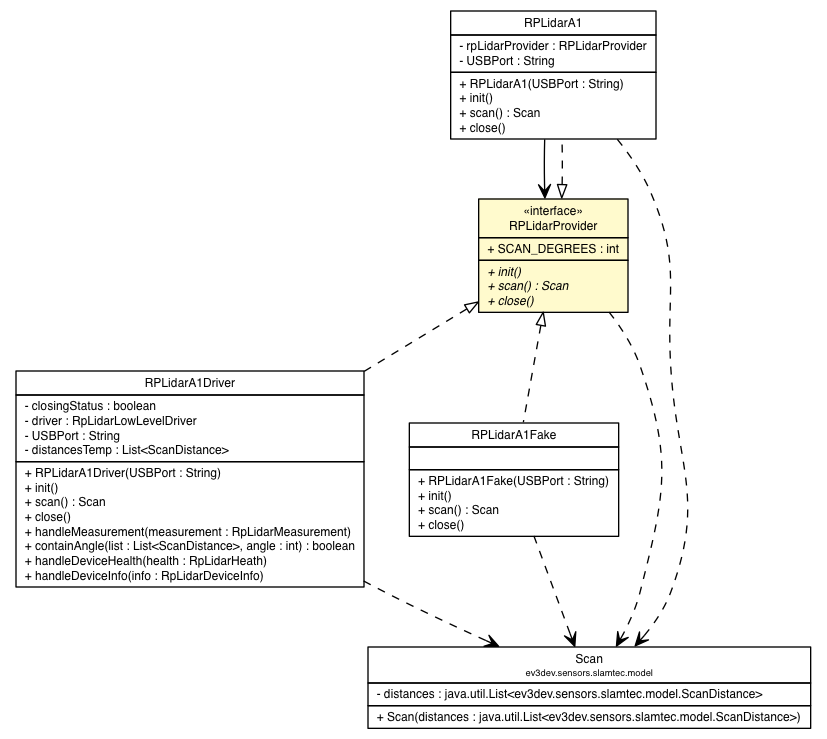 RPLidarA1
- rpLidarProvider : RPLidarProvider
- USBPort : String
+ RPLidarA1(USBPort : String)
+ init()
+ scan() : Scan
+ close()
«interface»
RPLidarProvider
+ SCAN_DEGREES : int
+ init()
+ scan() : Scan
+ close()
RPLidarA1Driver
- closingStatus : boolean
- driver : RpLidarLowLevelDriver
- USBPort : String
- distancesTemp : List<ScanDistance>
+ RPLidarA1Driver(USBPort : String)
+ init()
+ scan() : Scan
+ close()
+ handleMeasurement(measurement : RpLidarMeasurement)
+ containAngle(list : List<ScanDistance>, angle : int) : boolean
+ handleDeviceHealth(health : RpLidarHeath)
+ handleDeviceInfo(info : RpLidarDeviceInfo)
RPLidarA1Fake
+ RPLidarA1Fake(USBPort : String)
+ init()
+ scan() : Scan
+ close()
Scan
ev3dev.sensors.slamtec.model
- distances : java.util.List<ev3dev.sensors.slamtec.model.ScanDistance>
+ Scan(distances : java.util.List<ev3dev.sensors.slamtec.model.ScanDistance>)